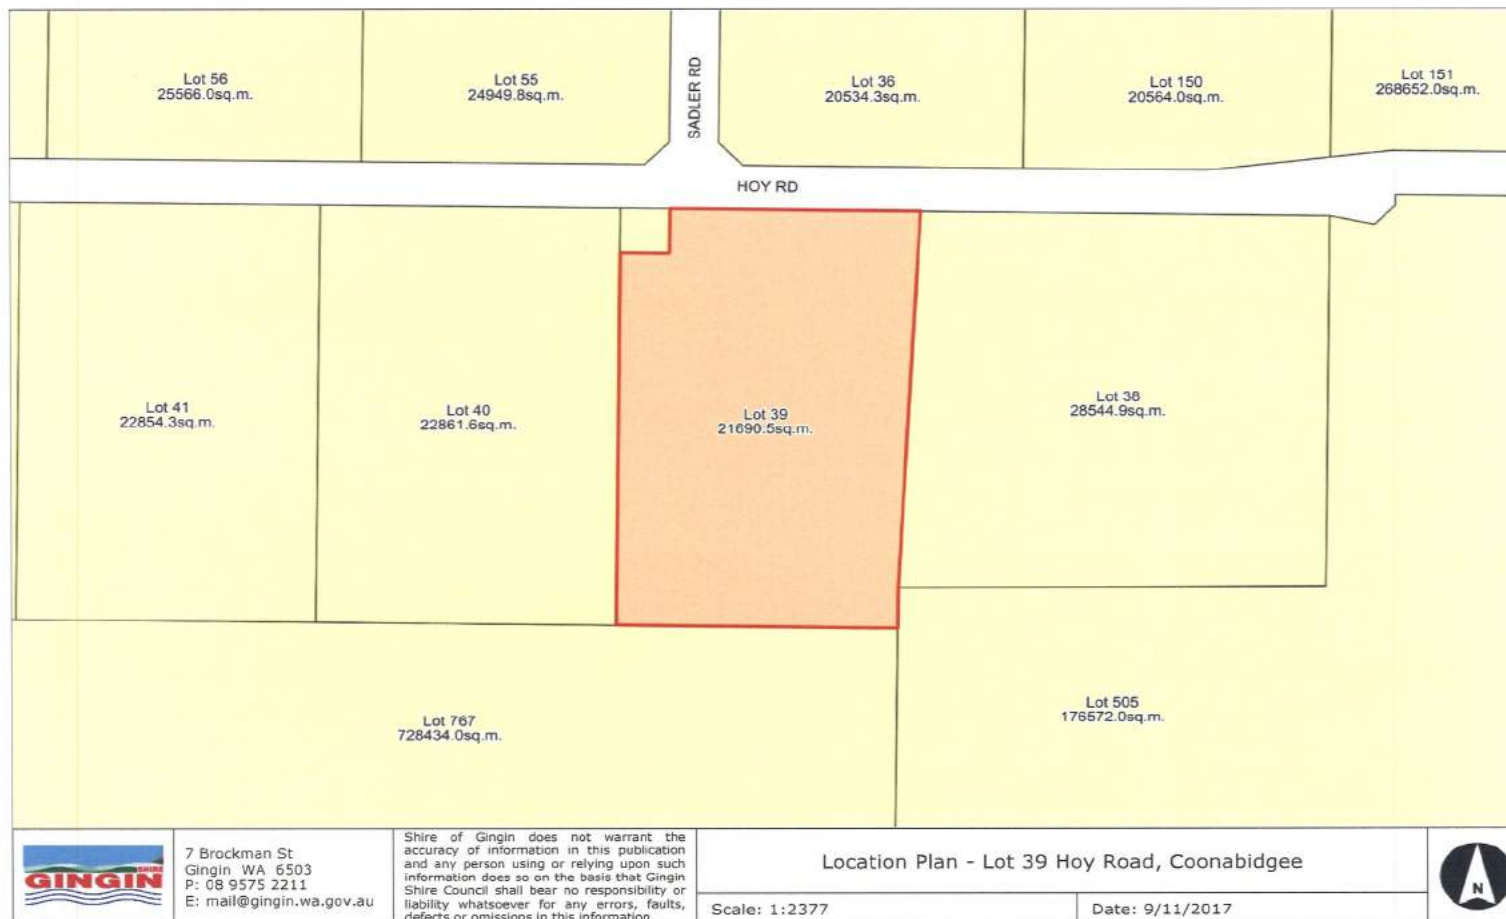 Lot 56
25566.0sq.m.
Lot 55
24949.8sq.m.
SADLER RD
Lot 36
20534.3sq.m.
Lot 150
20564.0sq.m.
Lot 151
268652.0sq.m.
HOY RD
Lot 41
22854.3sq.m.
Lot 40
22861.6sq.m.
Lot 39
21690.5sq.m.
Lot 38
28544.9sq.m.
Lot 767
728434.0sq.m.
Lot 505
176572.0sq.m.
SHIRE
GINGIN
7 Brockman St
Gingin WA 6503
P: 08 9575 2211
E: mail@gingin.wa.gov.au
Shire of Gingin does not warrant the
accuracy of information in this publication
and any person using or relying upon such
information does so on the basis that Gingin
Shire Council shall bear no responsibility or
liability whatsoever for any errors, faults,
defects or omissions in this information.
Location Plan - Lot 39 Hoy Road, Coonabidgee
Scale: 1:2377
Date: 9/11/2017
N